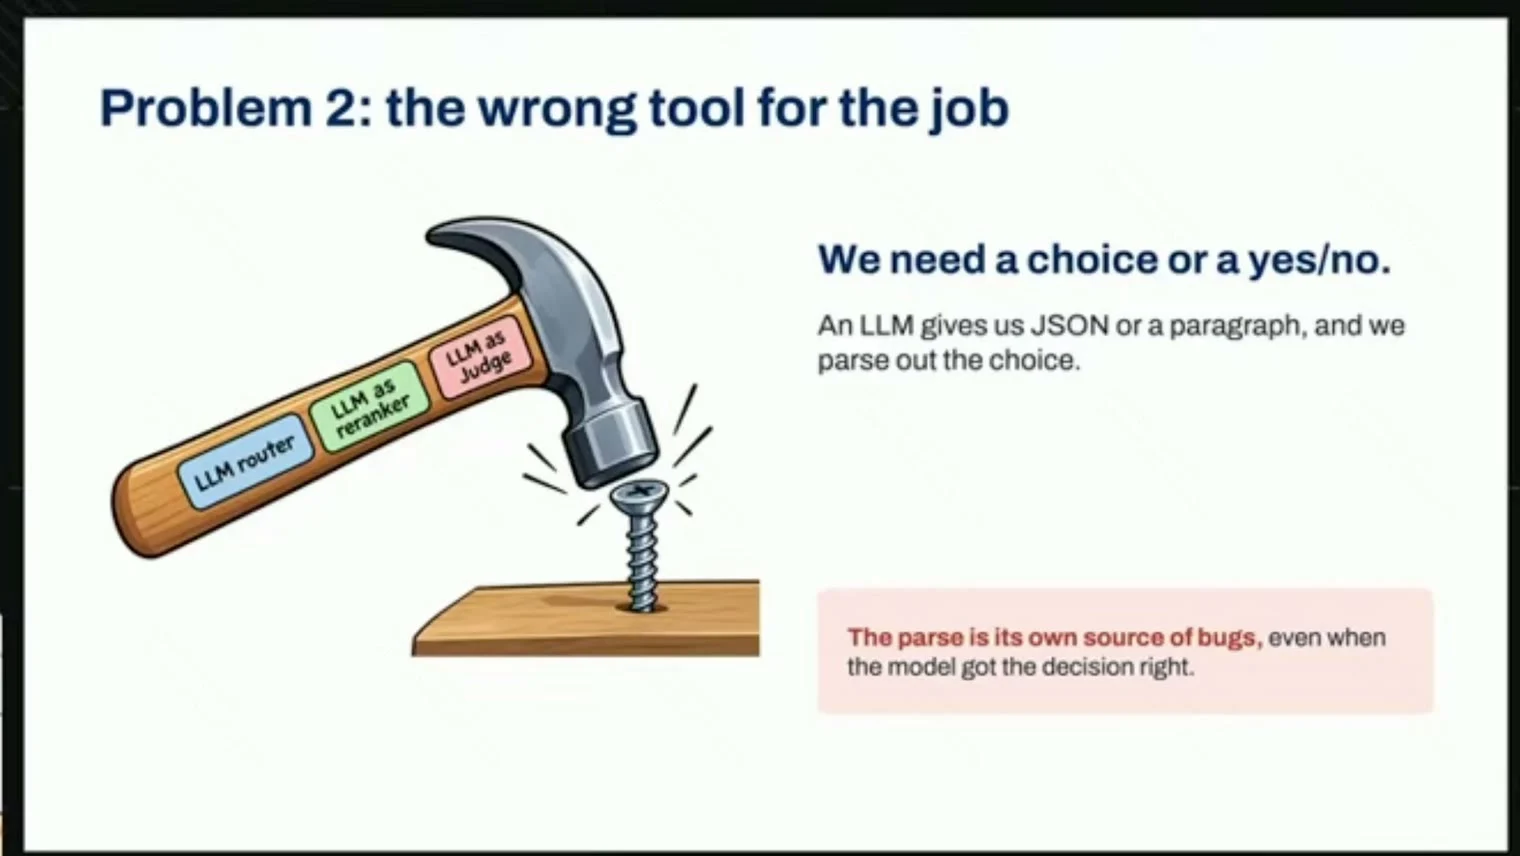 Problem 2: the wrong tool for the job
We need a choice or a yes/no.
An LLM gives us JSON or a paragraph, and we
parse out the choice.
LLM router
LLM as
reranker
LLM as
Judge
The parse is its own source of bugs, even when
the model got the decision right.